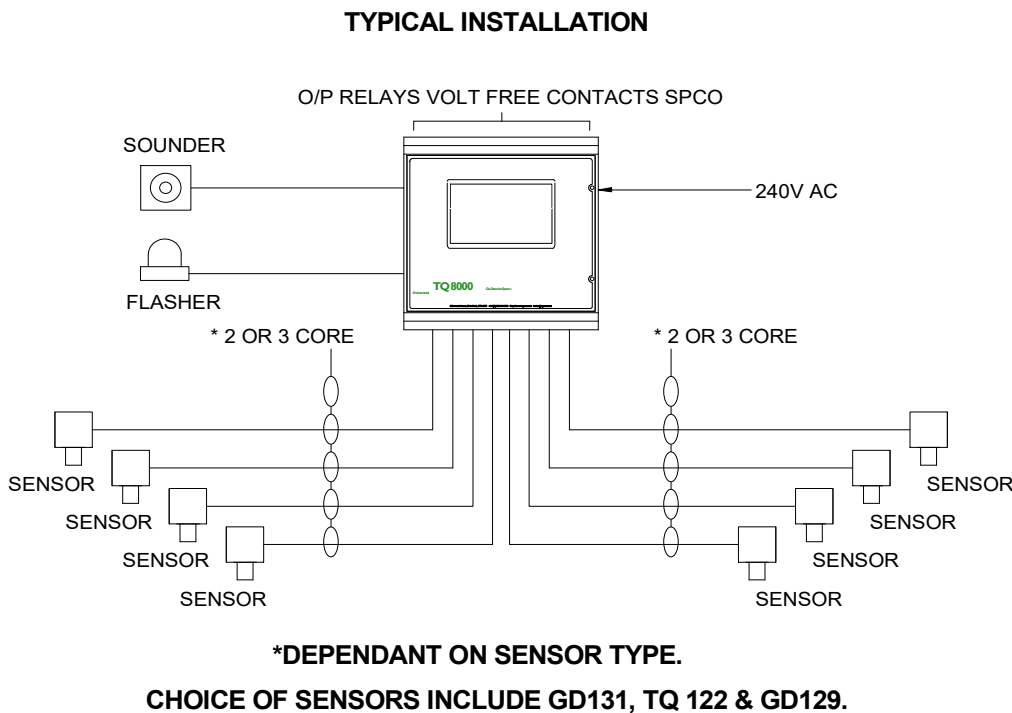 TYPICAL INSTALLATION
O/P RELAYS VOLT FREE CONTACTS SPCO
SOUNDER
240V AC
FLASHER
TQ8000
* 2 OR 3 CORE
* 2 OR 3 CORE
SENSOR
SENSOR
SENSOR
SENSOR
SENSOR
SENSOR
SENSOR
SENSOR
*DEPENDANT ON SENSOR TYPE.
CHOICE OF SENSORS INCLUDE GD131, TQ 122 & GD129.